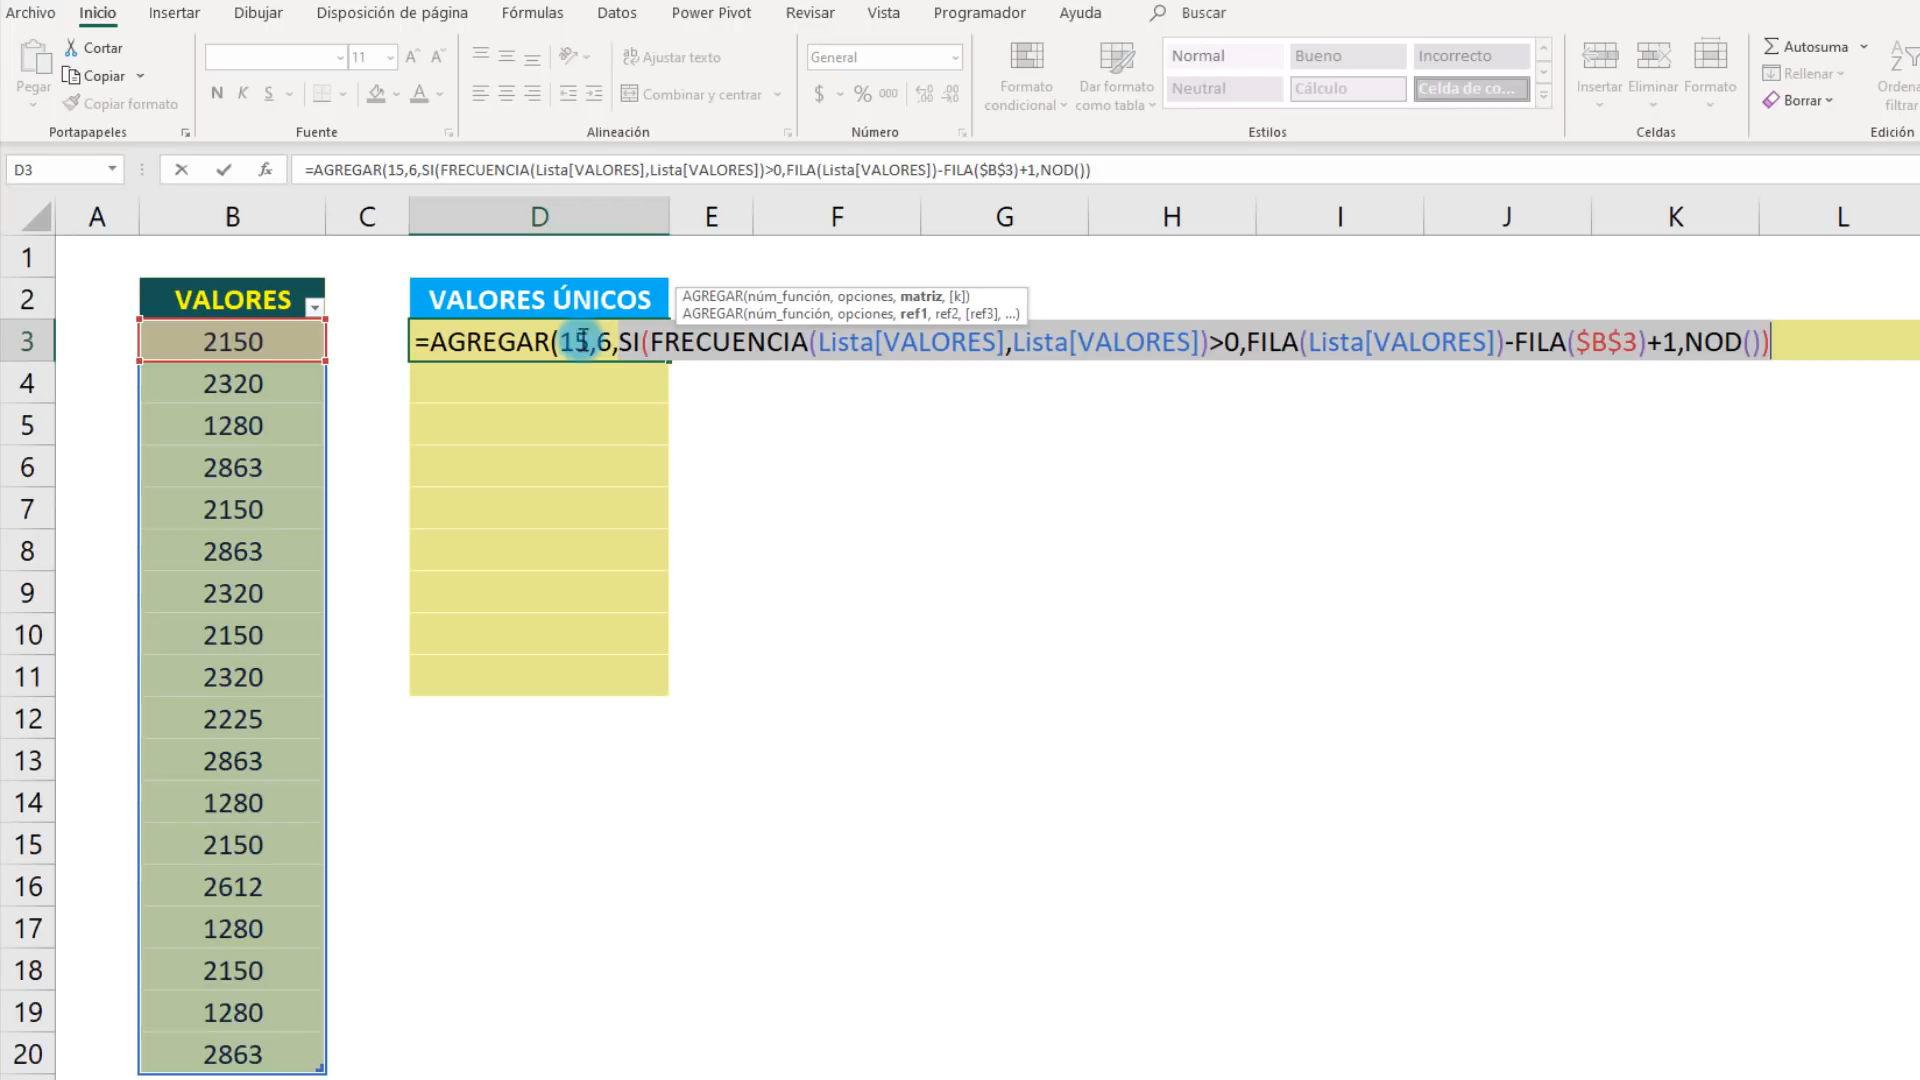 Archivo Inicio Insertar Dibujar Disposición de página Fórmulas Datos Power Pivot Revisar Vista Programador Ayuda Buscar
Pegar
Cortar
Copiar
Copiar formato
Portapapeles
11
N K S
Fuente
Ajustar texto
Combinar y centrar
Alineación
General
$ % 000
Número
Formato condicional
Dar formato como tabla
Normal Bueno Incorrecto
Neutral Cálculo Celda de co...
Estilos
Insertar Eliminar Formato
Celdas
Autosuma
Rellenar
Borrar
Ordena
filtrar
Edición
D3 fx =AGREGAR(15,6,SI(FRECUENCIA(Lista[VALORES],Lista[VALORES])>0,FILA(Lista[VALORES])-FILA($B$3)+1,NOD())
A B C D E F G H I J K L
1
2 VALORES VALORES ÚNICOS
AGREGAR(núm_función, opciones, matriz, [k])
AGREGAR(núm_función, opciones, ref1, ref2, [ref3], ...)
3 2150 =AGREGAR(15,6,SI(FRECUENCIA(Lista[VALORES],Lista[VALORES])>0,FILA(Lista[VALORES])-FILA($B$3)+1,NOD())
4 2320
5 1280
6 2863
7 2150
8 2863
9 2320
10 2150
11 2320
12 2225
13 2863
14 1280
15 2150
16 2612
17 1280
18 2150
19 1280
20 2863